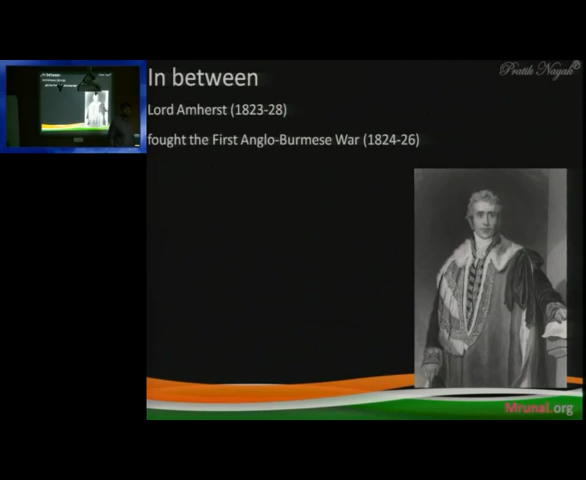 Pratik Nayak
In between
Lord Amherst (1823-28)
fought the First Anglo-Burmese War (1824-26)
Mrunal.org